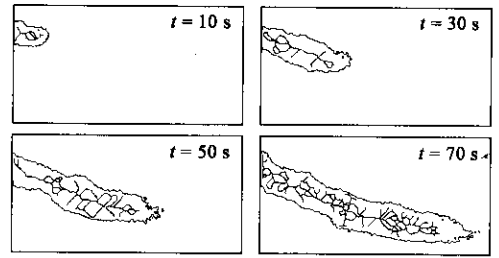 t = 10 s
t = 30 s
t = 50 s
t = 70 s